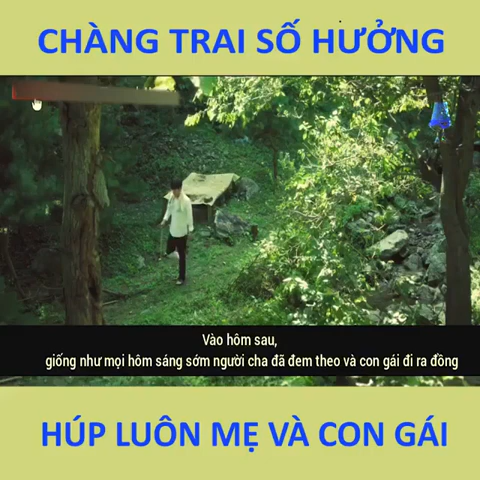 CHÀNG TRAI SỐ HƯỞNG
Vào hôm sau,
giống như mọi hôm sáng sớm người cha đã đem theo và con gái đi ra đồng
HÚP LUÔN MẸ VÀ CON GÁI